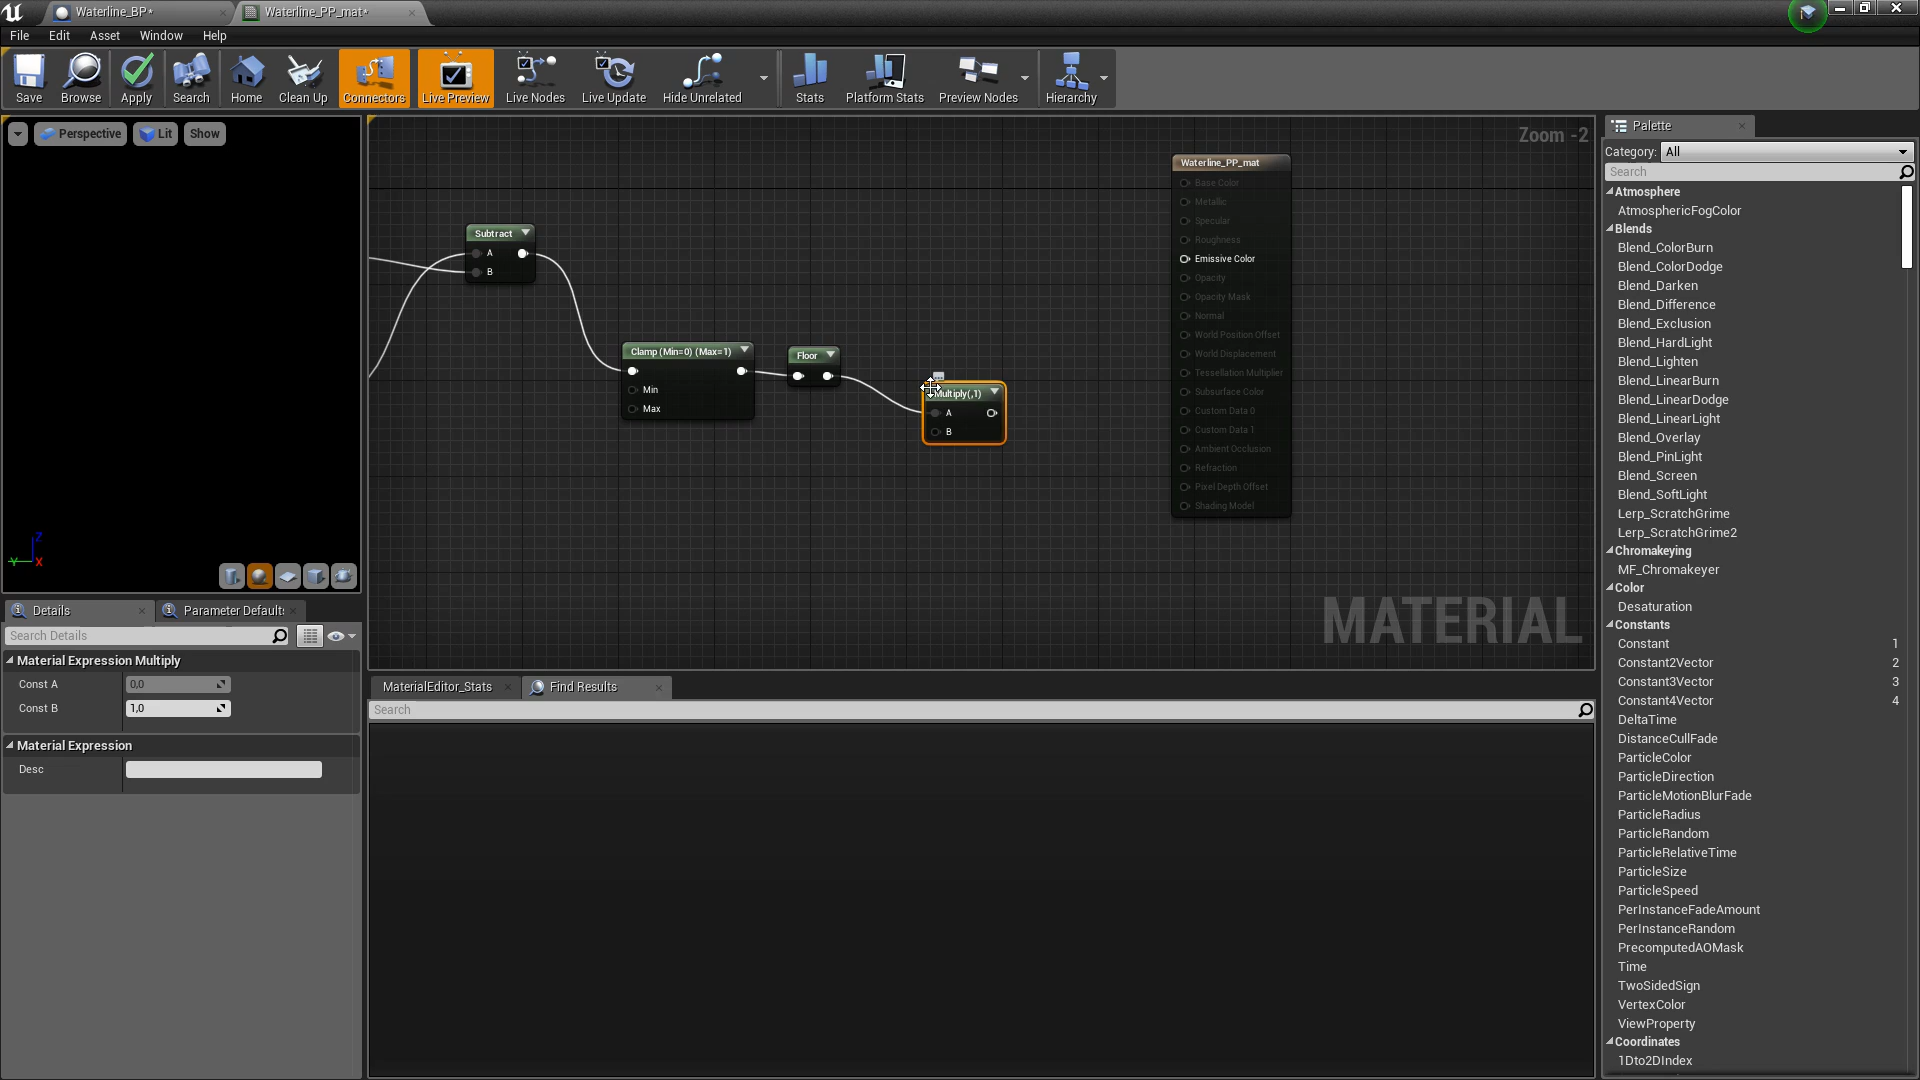 Waterline_BP*
Waterline_PP_mat*
File Edit Asset Window Help
Save
Browse
Apply
Search
Home
Clean Up
Connectors
Live Preview
Live Nodes
Live Update
Hide Unrelated
Stats
Platform Stats
Preview Nodes
Hierarchy
Perspective
Lit
Show
Z
Y
X
Zoom -2
Subtract
A
B
Clamp (Min=0) (Max=1)
Min
Max
Floor
Multiply(,1)
A
B
Waterline_PP_mat
Base Color
Metallic
Specular
Roughness
Emissive Color
Opacity
Opacity Mask
Normal
World Position Offset
World Displacement
Tessellation Multiplier
Subsurface Color
Custom Data 0
Custom Data 1
Ambient Occlusion
Refraction
Pixel Depth Offset
Shading Model
MATERIAL
Details
Parameter Defaults
Search Details
Material Expression Multiply
Const A 0,0
Const B 1,0
Material Expression
Desc
MaterialEditor_Stats
Find Results
Search
Palette
Category: All
Search
Atmosphere
AtmosphericFogColor
Blends
Blend_ColorBurn
Blend_ColorDodge
Blend_Darken
Blend_Difference
Blend_Exclusion
Blend_HardLight
Blend_Lighten
Blend_LinearBurn
Blend_LinearDodge
Blend_LinearLight
Blend_Overlay
Blend_PinLight
Blend_Screen
Blend_SoftLight
Lerp_ScratchGrime
Lerp_ScratchGrime2
Chromakeying
MF_Chromakeyer
Color
Desaturation
Constants
Constant 1
Constant2Vector 2
Constant3Vector 3
Constant4Vector 4
DeltaTime
DistanceCullFade
ParticleColor
ParticleDirection
ParticleMotionBlurFade
ParticleRadius
ParticleRandom
ParticleRelativeTime
ParticleSize
ParticleSpeed
PerInstanceFadeAmount
PerInstanceRandom
PrecomputedAOMask
Time
TwoSidedSign
VertexColor
ViewProperty
Coordinates
1Dto2DIndex